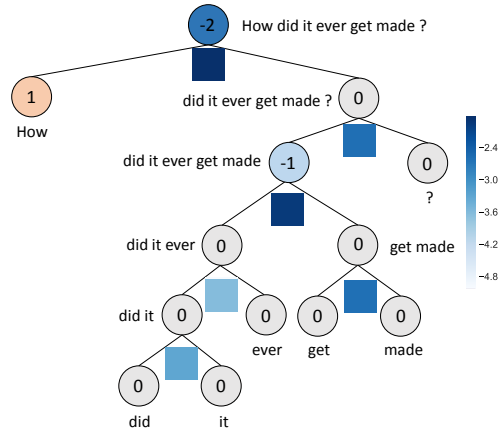 -2 How did it ever get made ?
1
How
did it ever get made ? 0
did it ever get made -1
0
?
-2.4
-3.0
-3.6
-4.2
-4.8
did it ever 0
0 get made
did it 0
0
ever
0
get
0
made
0
did
0
it